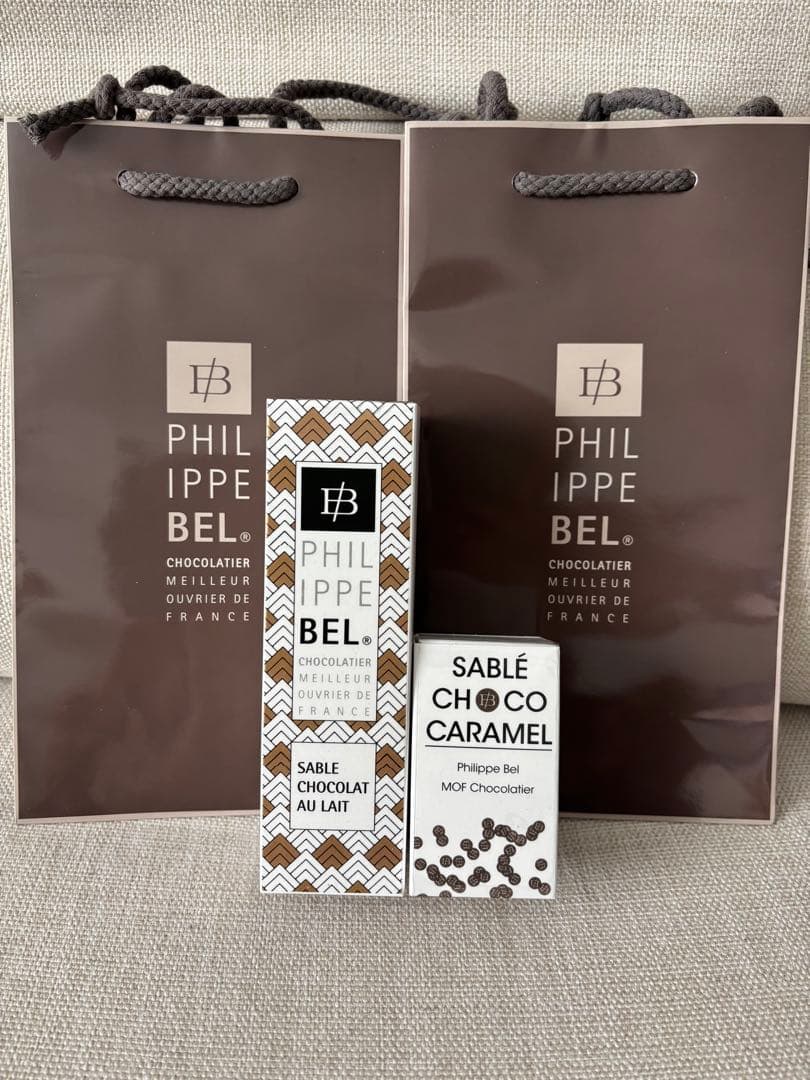 PB
PHIL
IPPE
BEL®
CHOCOLATIER
MEILLEUR
OUVRIER DE
FRANCE
PB
PHIL
IPPE
BEL®
CHOCOLATIER
MEILLEUR
OUVRIER DE
FRANCE
PB
PHIL
IPPE
BEL®
CHOCOLATIER
MEILLEUR
OUVRIER DE
FRANCE
SABLE
CHOCOLAT
AU LAIT
SABLÉ
CHOCO
CARAMEL
Philippe Bel
MOF Chocolatier